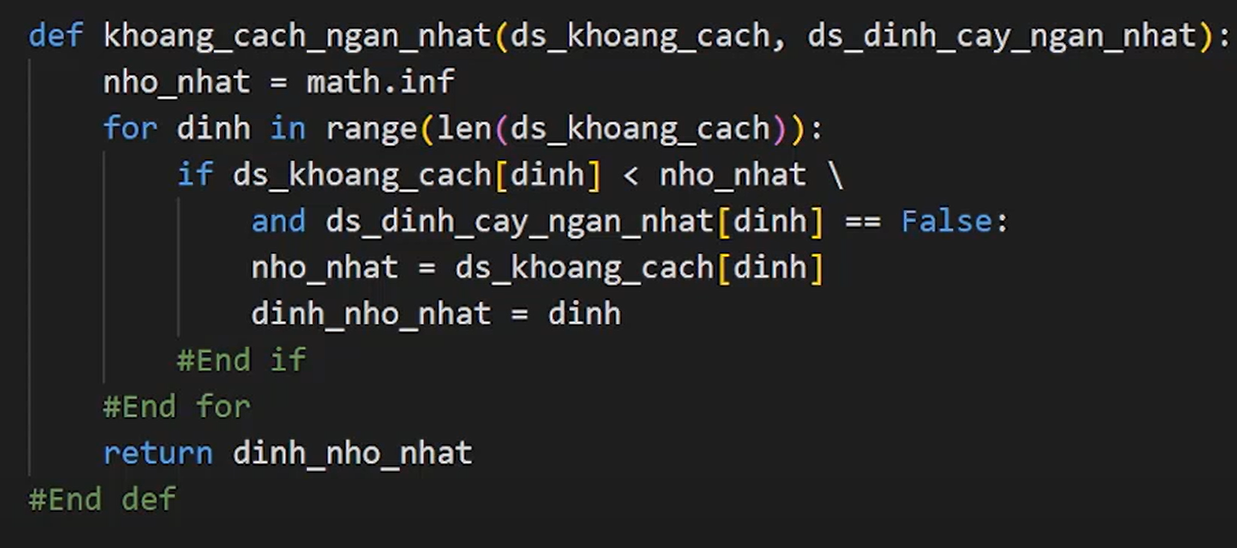 def khoang_cach_ngan_nhat(ds_khoang_cach, ds_dinh_cay_ngan_nhat):
    nho_nhat = math.inf
    for dinh in range(len(ds_khoang_cach)):
        if ds_khoang_cach[dinh] < nho_nhat \
            and ds_dinh_cay_ngan_nhat[dinh] == False:
            nho_nhat = ds_khoang_cach[dinh]
            dinh_nho_nhat = dinh
        #End if
    #End for
    return dinh_nho_nhat
#End def